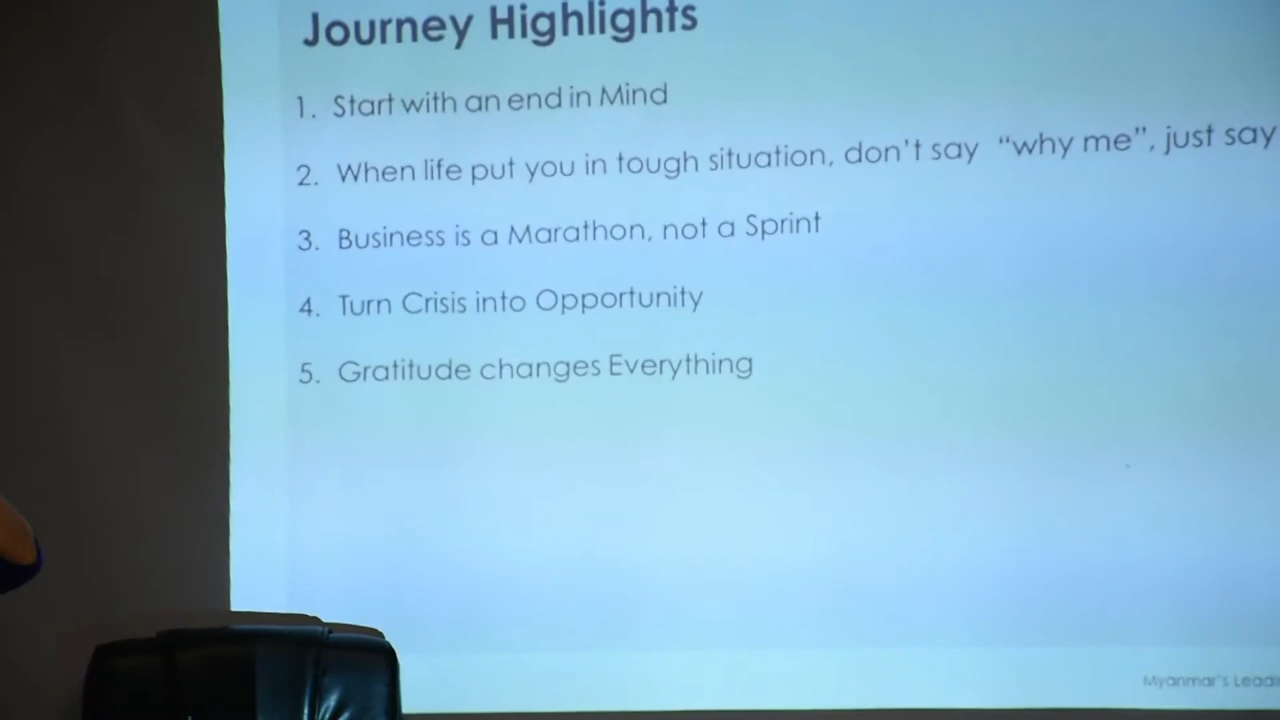 Journey Highlights
1. Start with an end in Mind
2. When life put you in tough situation, don't say "why me", just say
3. Business is a Marathon, not a Sprint
4. Turn Crisis into Opportunity
5. Gratitude changes Everything
Myanmar's